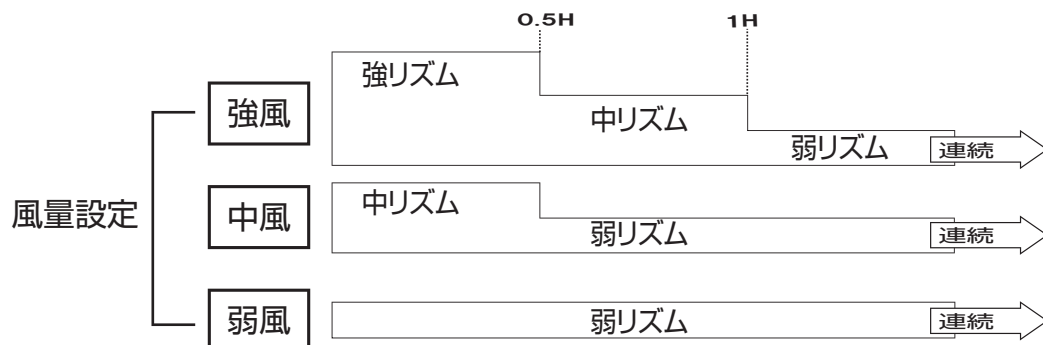 0.5H
1H
強リズム
強風
中リズム
弱リズム
連続
風量設定
中風
中リズム
弱リズム
連続
弱風
弱リズム
連続